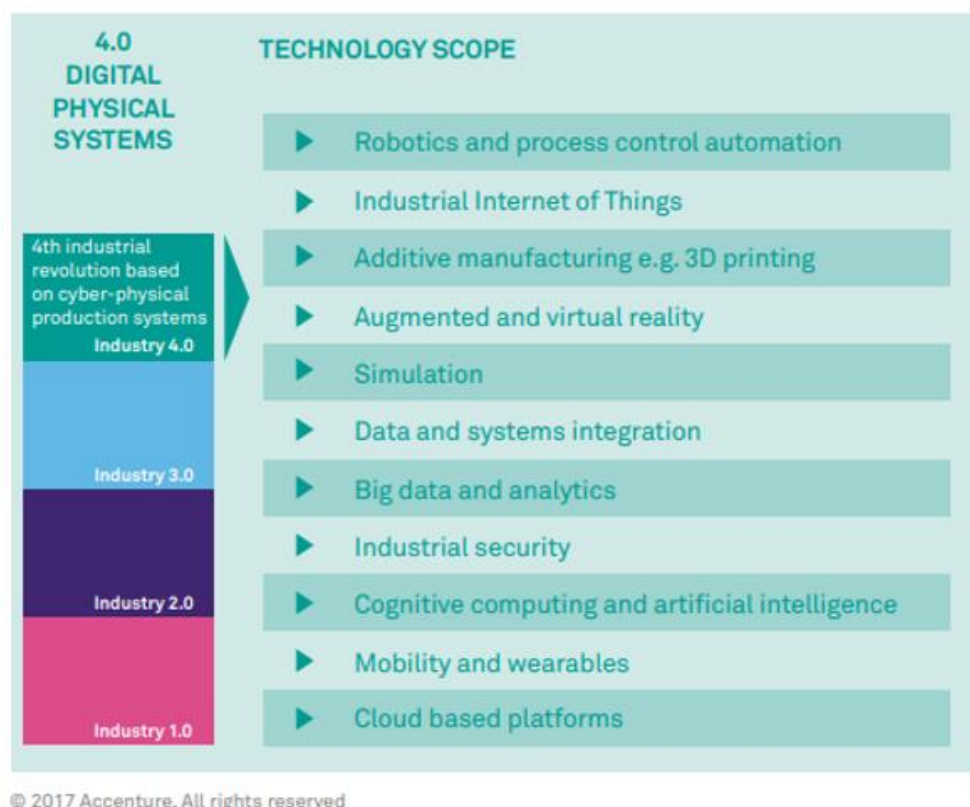 4.0
DIGITAL
PHYSICAL
SYSTEMS
TECHNOLOGY SCOPE
Robotics and process control automation
Industrial Internet of Things
Additive manufacturing e.g. 3D printing
Augmented and virtual reality
Simulation
Data and systems integration
Big data and analytics
Industrial security
Cognitive computing and artificial intelligence
Mobility and wearables
Cloud based platforms
4th industrial
revolution based
on cyber-physical
production systems
Industry 4.0
Industry 3.0
Industry 2.0
Industry 1.0
© 2017 Accenture. All rights reserved